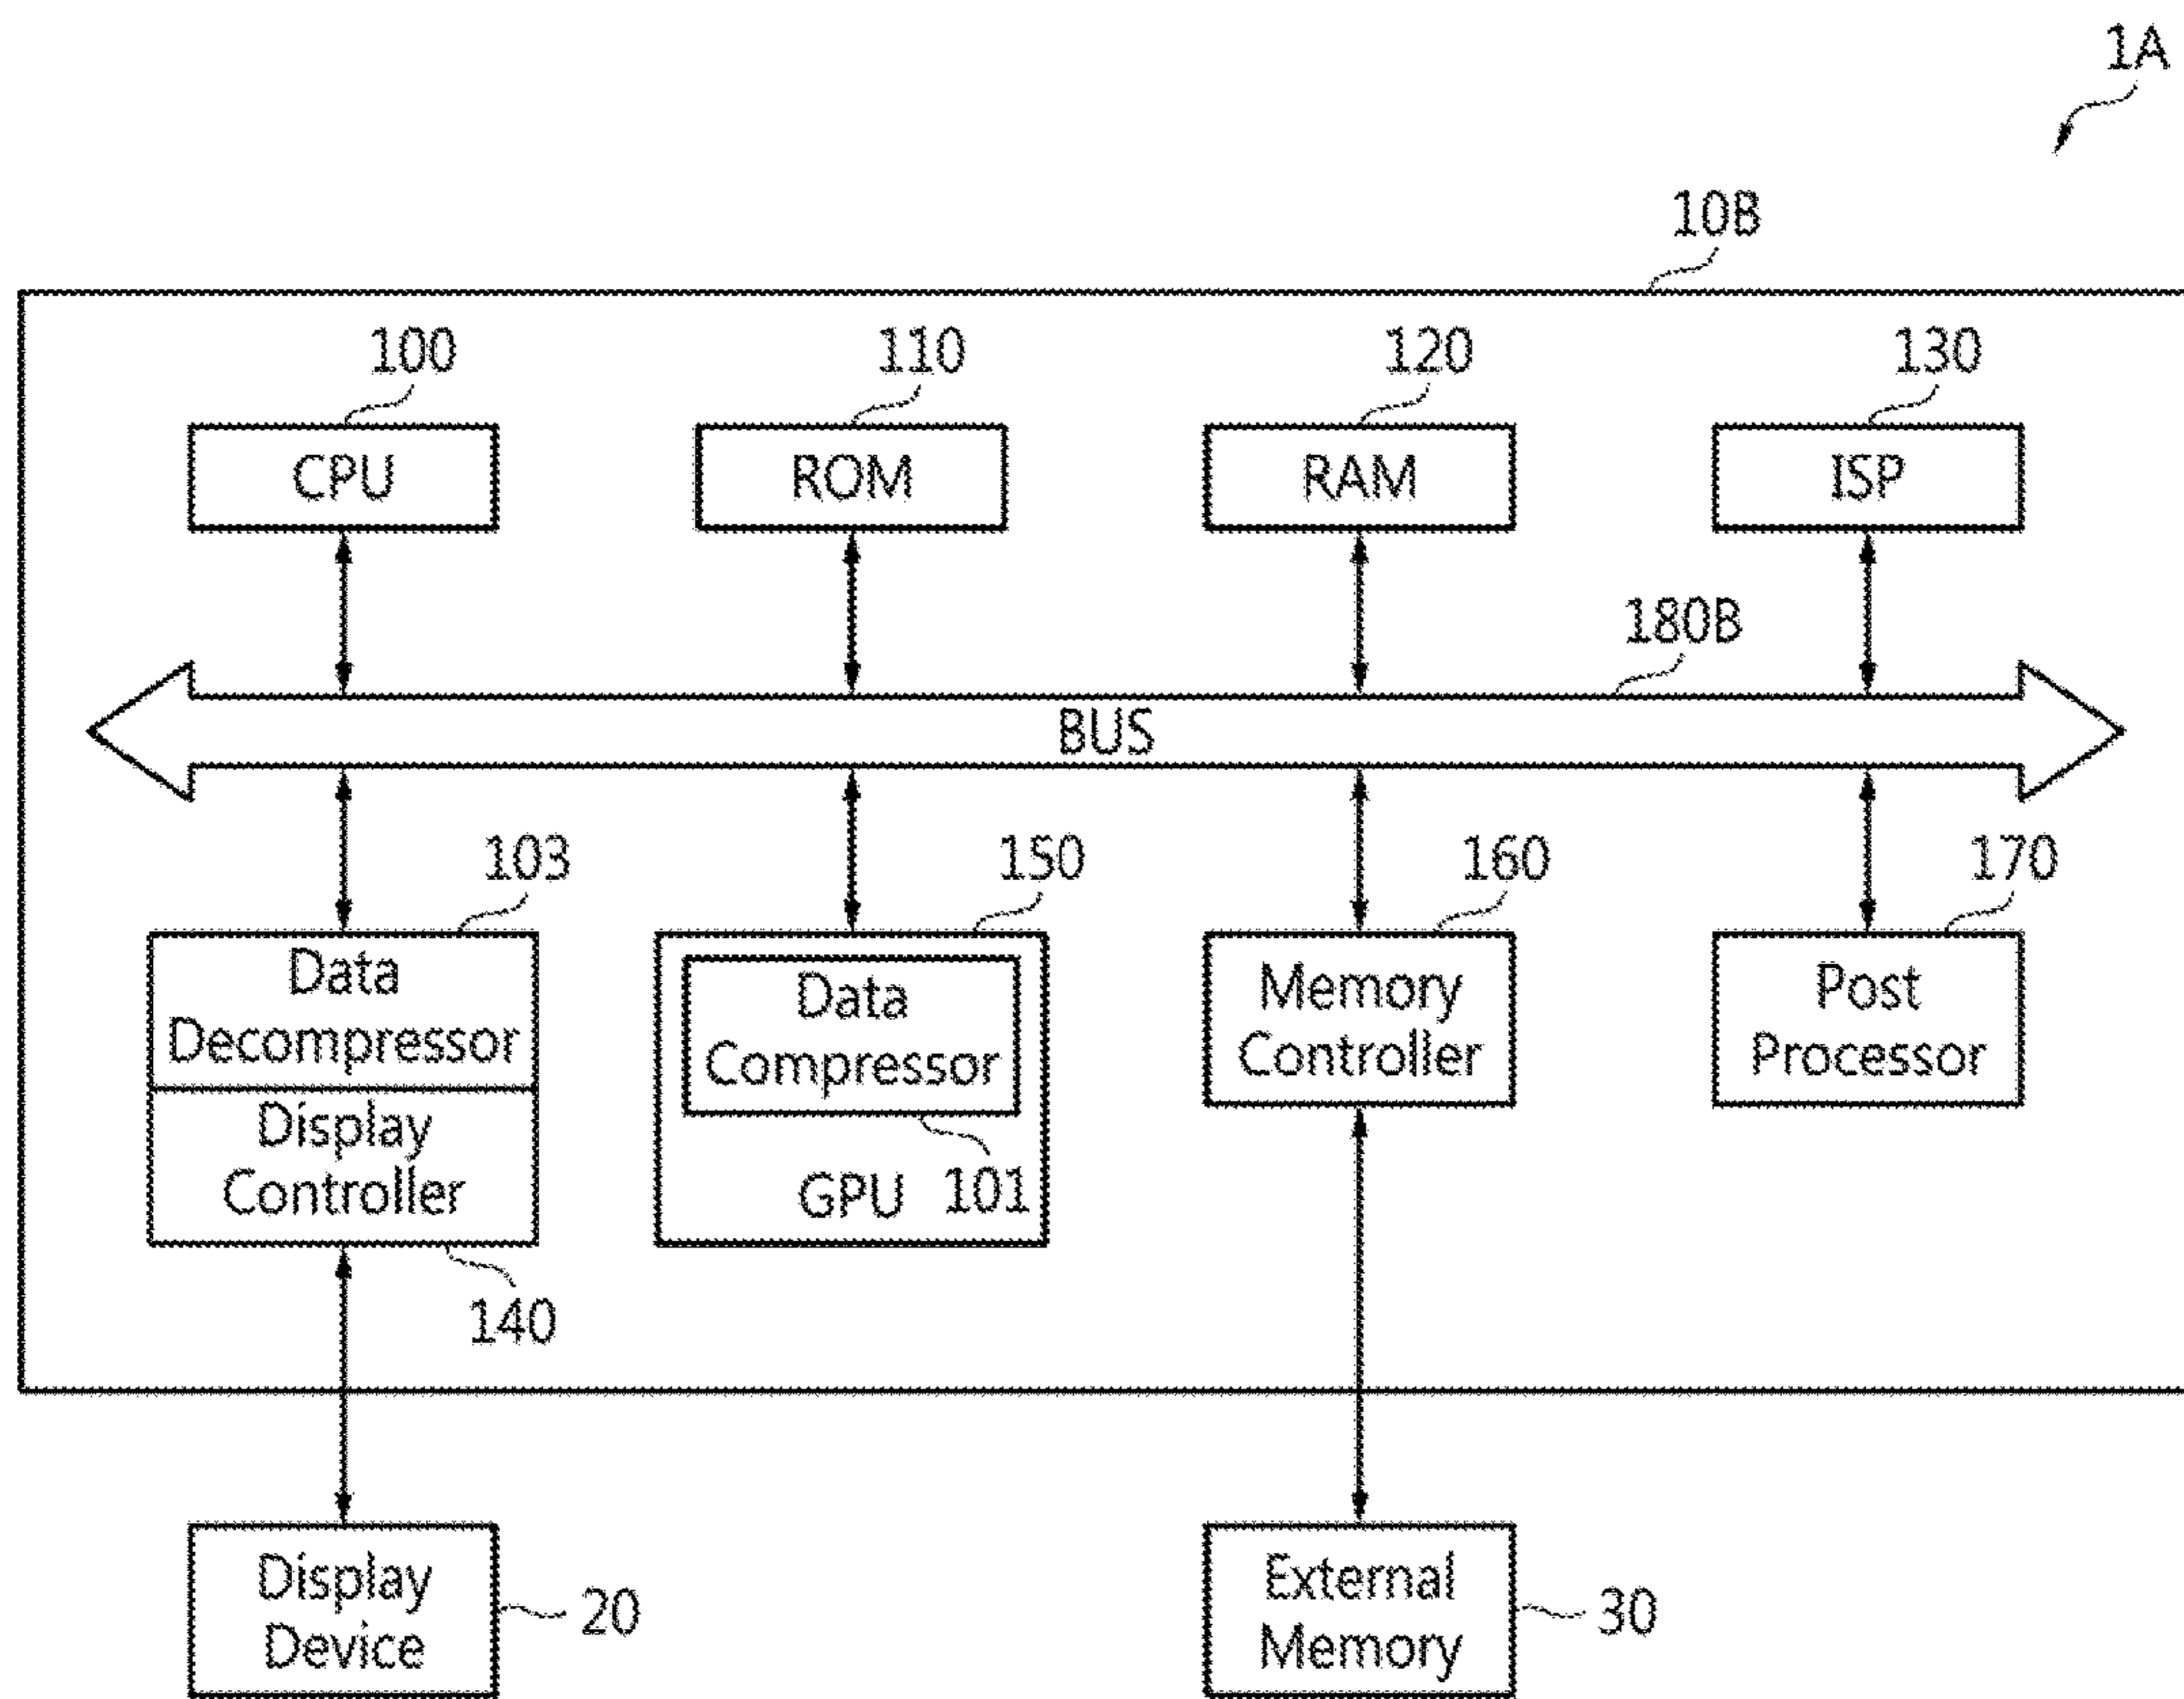 1A
10B
100
110
120
130
CPU
ROM
RAM
ISP
180B
BUS
103
150
160
170
Data
Decompressor
Display
Controller
140
Data
Compressor
GPU
101
Memory
Controller
Post
Processor
Display
Device
20
External
Memory
30